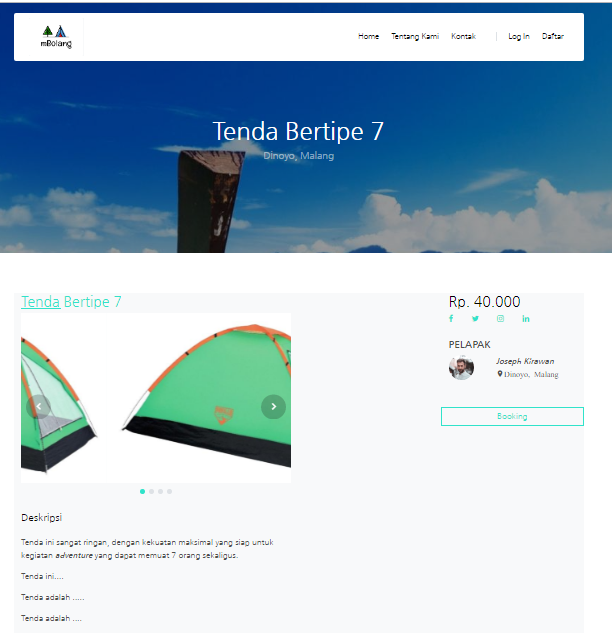 mBolang
Home Tentang Kami Kontak Log In Daftar
Tenda Bertipe 7
Dinoyo, Malang
Tenda Bertipe 7
Rp. 40.000
PELAPAK
Joseph Kirawan
Dinoyo, Malang
Booking
Deskripsi
Tenda ini sangat ringan, dengan kekuatan maksimal yang siap untuk
kegiatan adventure yang dapat memuat 7 orang sekaligus.
Tenda ini....
Tenda adalah .....
Tenda adalah ....